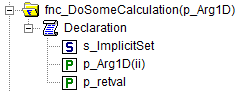 fnc_DoSomeCalculation(p_Arg1D)
Declaration
S s_ImplicitSet
P p_Arg1D(ii)
P p_retval